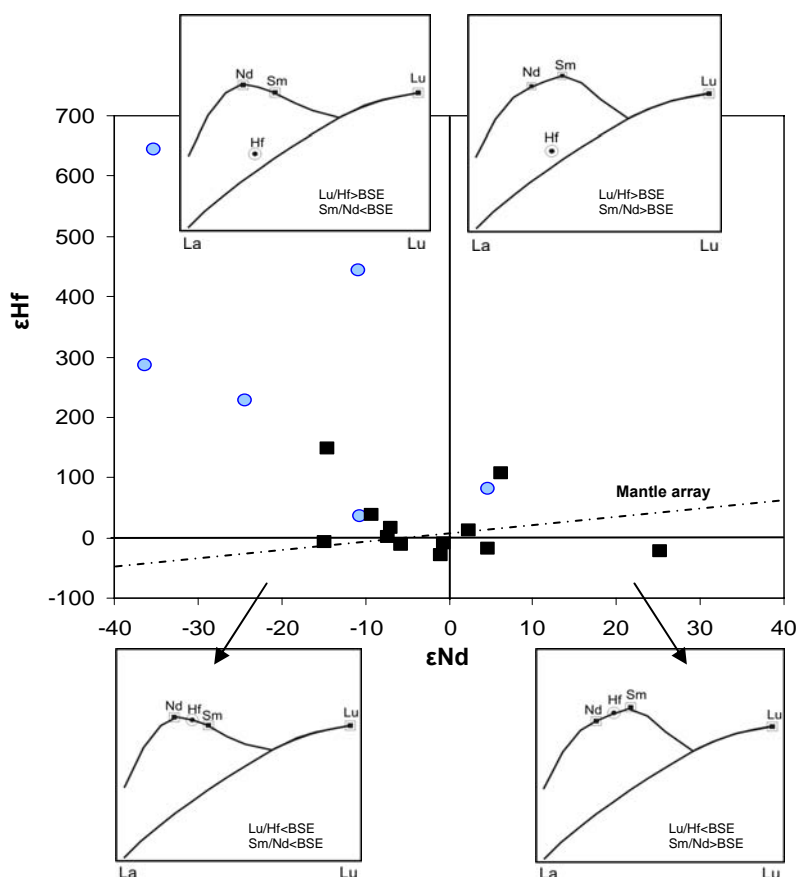 Nd Sm Lu
Hf
Lu/Hf>BSE
Sm/Nd<BSE
La Lu
Nd Sm Lu
Hf
Lu/Hf>BSE
Sm/Nd>BSE
La Lu
εHf
700
600
500
400
300
200
100
0
-100
Mantle array
-40 -30 -20 -10 0 10 20 30 40
εNd
Nd Hf Sm Lu
Lu/Hf<BSE
Sm/Nd<BSE
La Lu
Nd Hf Sm Lu
Lu/Hf<BSE
Sm/Nd>BSE
La Lu